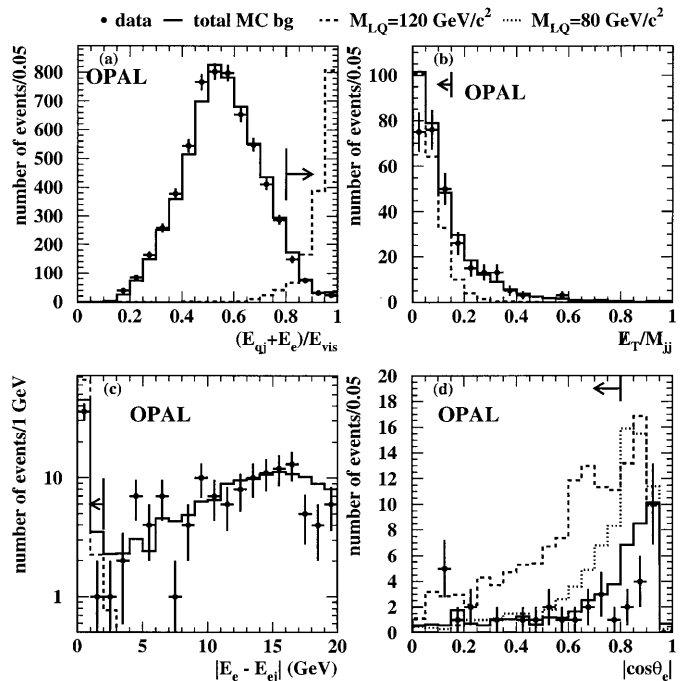 data total MC bg M_LQ=120 GeV/c² M_LQ=80 GeV/c²
(a)
OPAL
number of events/0.05
800
700
600
500
400
300
200
100
0
0 0.2 0.4 0.6 0.8 1
(E_qj+E_e)/E_vis
(b)
OPAL
number of events/0.05
100
80
60
40
20
0
0 0.2 0.4 0.6 0.8 1
E̸_T/M_jj
(c)
OPAL
number of events/1 GeV
10
1
0 5 10 15 20
|E_e - E_ej| (GeV)
(d)
OPAL
number of events/0.05
20
18
16
14
12
10
8
6
4
2
0
0 0.2 0.4 0.6 0.8 1
|cosθ_e|